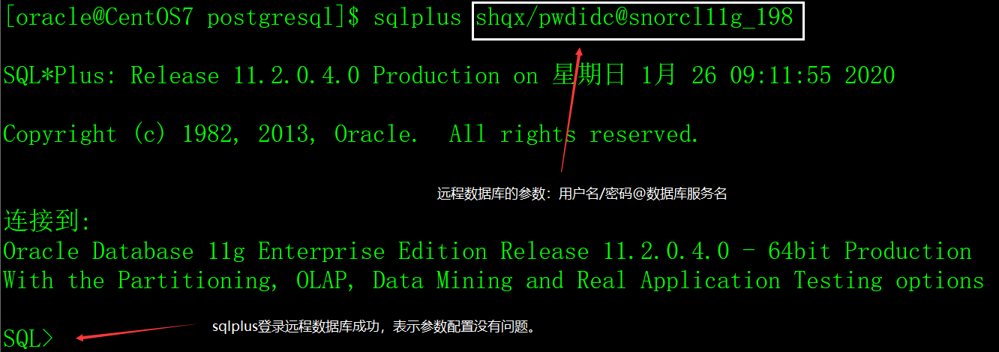 [oracle@CentOS7 postgresql]$ sqlplus shqx/pwdidc@snorcl11g_198
SQL*Plus: Release 11.2.0.4.0 Production on 星期日 1月 26 09:11:55 2020
Copyright (c) 1982, 2013, Oracle.  All rights reserved.
远程数据库的参数：用户名/密码@数据库服务名
连接到:
Oracle Database 11g Enterprise Edition Release 11.2.0.4.0 - 64bit Production
With the Partitioning, OLAP, Data Mining and Real Application Testing options
sqlplus登录远程数据库成功，表示参数配置没有问题。
SQL>